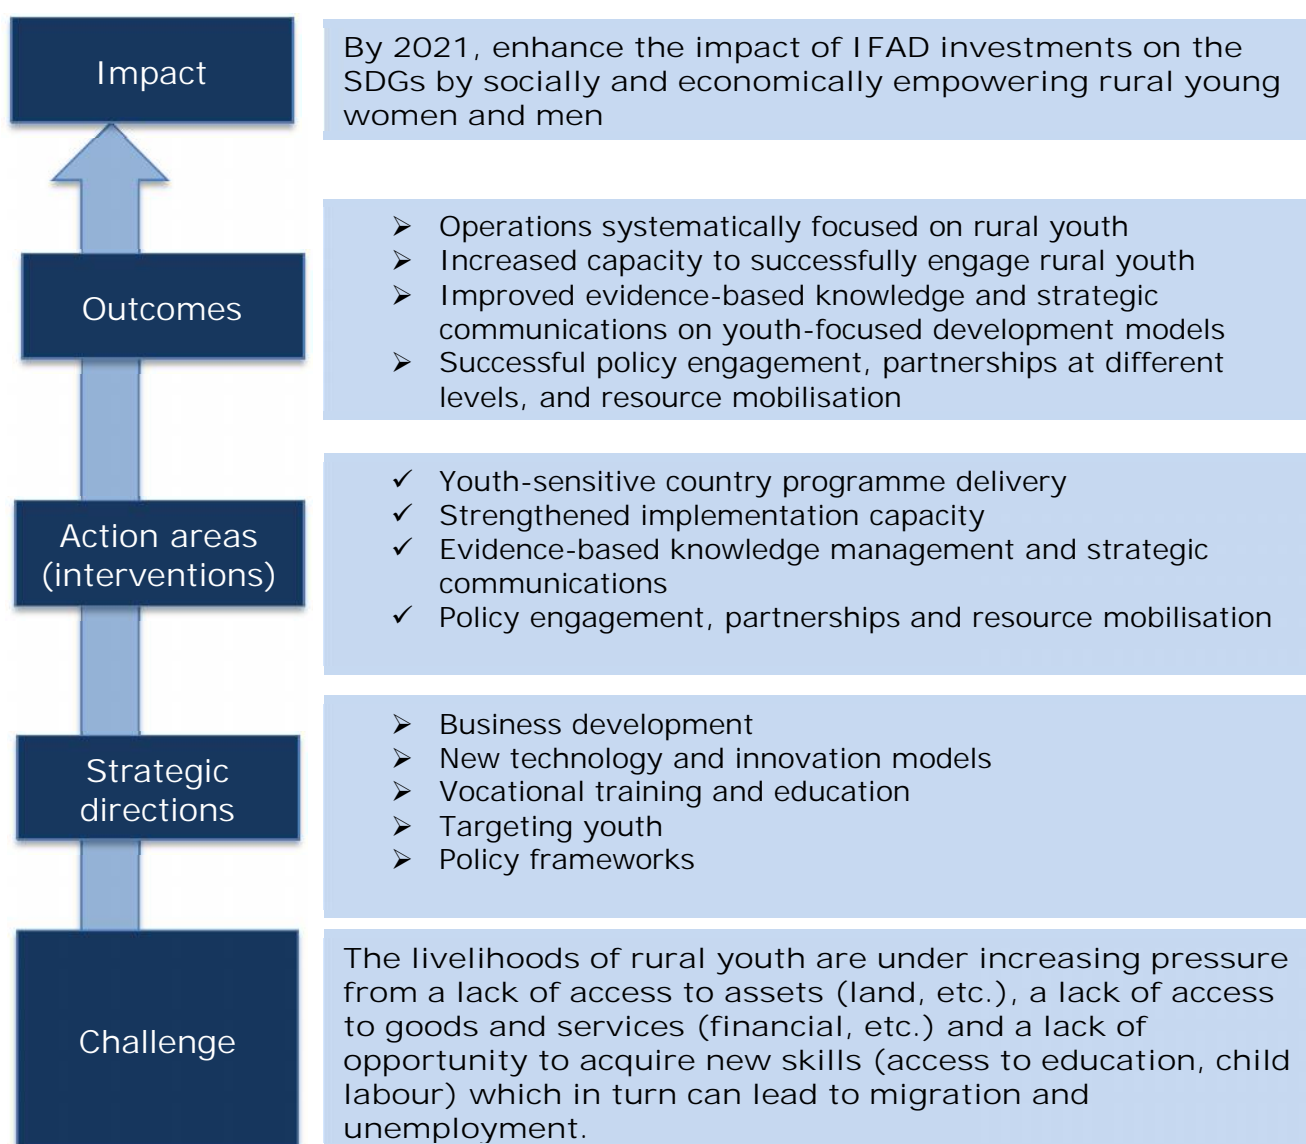 Impact
By 2021, enhance the impact of IFAD investments on the
SDGs by socially and economically empowering rural young
women and men
Outcomes
➢ Operations systematically focused on rural youth
➢ Increased capacity to successfully engage rural youth
➢ Improved evidence-based knowledge and strategic
communications on youth-focused development models
➢ Successful policy engagement, partnerships at different
levels, and resource mobilisation
Action areas
(interventions)
✓ Youth-sensitive country programme delivery
✓ Strengthened implementation capacity
✓ Evidence-based knowledge management and strategic
communications
✓ Policy engagement, partnerships and resource mobilisation
Strategic
directions
➢ Business development
➢ New technology and innovation models
➢ Vocational training and education
➢ Targeting youth
➢ Policy frameworks
Challenge
The livelihoods of rural youth are under increasing pressure
from a lack of access to assets (land, etc.), a lack of access
to goods and services (financial, etc.) and a lack of
opportunity to acquire new skills (access to education, child
labour) which in turn can lead to migration and
unemployment.